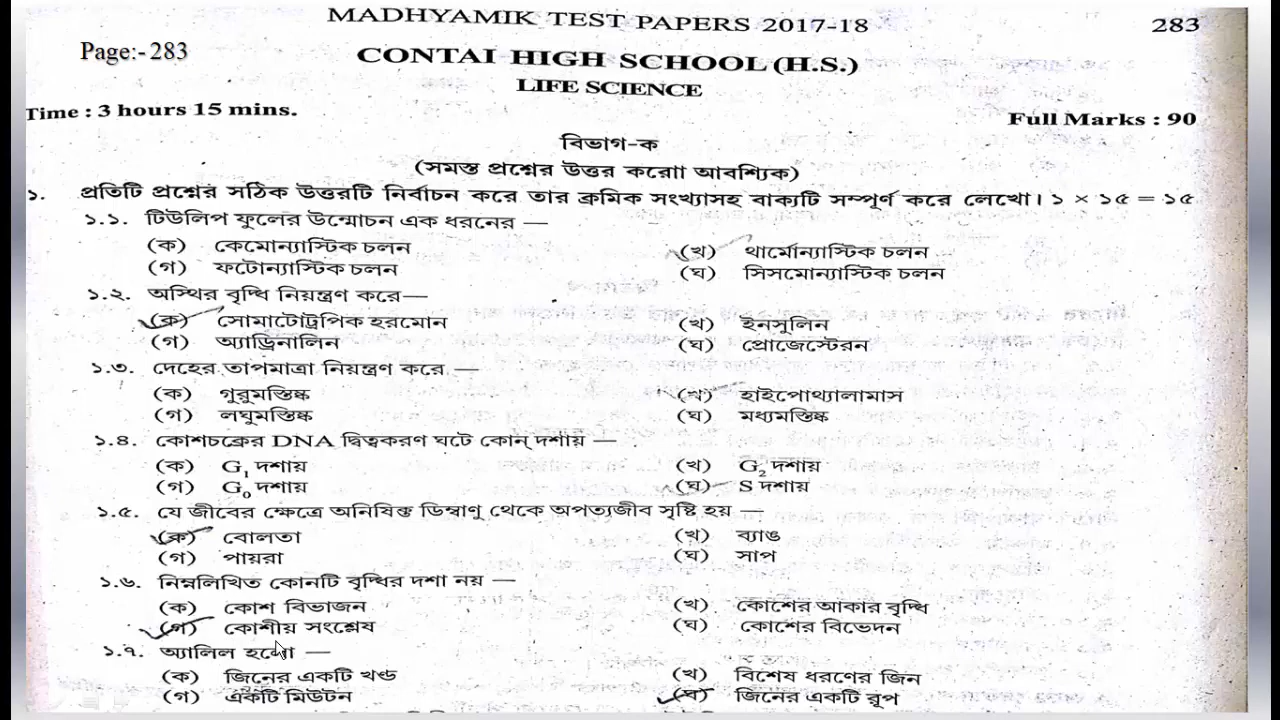 MADHYAMIK TEST PAPERS 2017-18 283
Page:- 283
CONTAI HIGH SCHOOL (H.S.)
LIFE SCIENCE
Time : 3 hours 15 mins. Full Marks : 90
বিভাগ-ক
(সমস্ত প্রশ্নের উত্তর করাো আবশ্যিক)
১. প্রতিটি প্রশ্নের সঠিক উত্তরটি নির্বাচন করে তার ক্রমিক সংখ্যাসহ বাক্যটি সম্পূর্ণ করে লেখো। ১ × ১৫ = ১৫
১.১. টিউলিপ ফুলের উন্মোচন এক ধরনের —
(ক) কেমোন্যাস্টিক চলন (খ) থার্মোন্যাস্টিক চলন
(গ) ফটোন্যাস্টিক চলন (ঘ) সিসমোন্যাস্টিক চলন
১.২. অস্থির বৃদ্ধি নিয়ন্ত্রণ করে—
(ক) সোমাটোট্রপিক হরমোন (খ) ইনসুলিন
(গ) অ্যাড্রিনালিন (ঘ) প্রোজেস্টেরন
১.৩. দেহের তাপমাত্রা নিয়ন্ত্রণ করে —
(ক) গুরুমস্তিষ্ক (খ) হাইপোথ্যালামাস
(গ) লঘুমস্তিষ্ক (ঘ) মধ্যমস্তিষ্ক
১.৪. কোশচক্রের DNA দ্বিত্বকরণ ঘটে কোন্ দশায় —
(ক) G₁ দশায় (খ) G₂ দশায়
(গ) G₀ দশায় (ঘ) S দশায়
১.৫. যে জীবের ক্ষেত্রে অনিষিক্ত ডিম্বাণু থেকে অপত্যজীব সৃষ্টি হয় —
(ক) বোলতা (খ) ব্যাঙ
(গ) পায়রা (ঘ) সাপ
১.৬. নিম্নলিখিত কোনটি বৃদ্ধির দশা নয় —
(ক) কোশ বিভাজন (খ) কোশের আকার বৃদ্ধি
(গ) কোশীয় সংশ্লেষ (ঘ) কোশের বিভেদন
১.৭. অ্যালিল হলো —
(ক) জিনের একটি খণ্ড (খ) বিশেষ ধরণের জিন
(গ) একটি মিউটন (ঘ) জিনের একটি রূপ